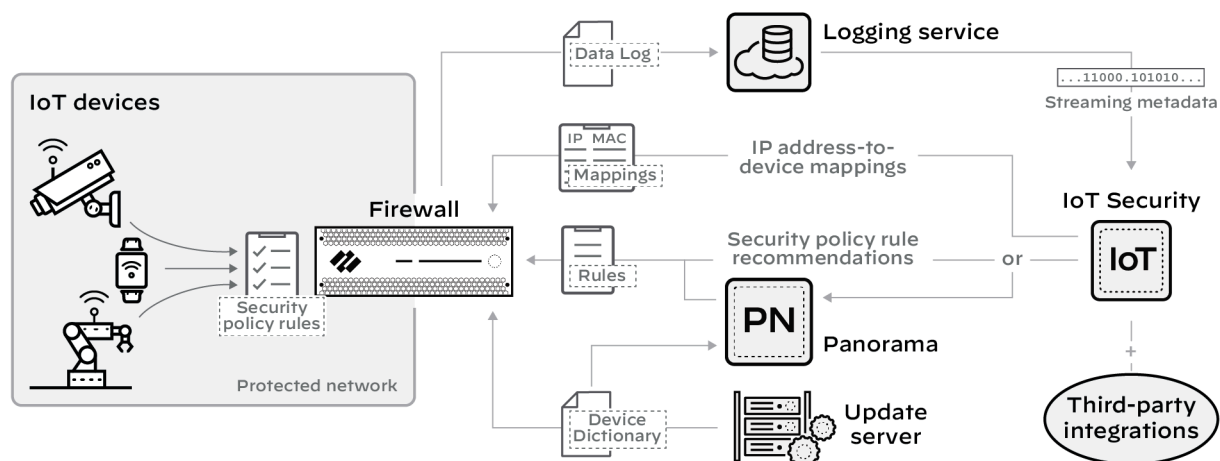 Data Log
Logging service
...11000.101010...
Streaming metadata
IoT devices
IP MAC
Mappings
IP address-to-
device mappings
IoT Security
IoT
Firewall
Security
policy rules
Rules
Security policy rule
recommendations
or
PN
Panorama
Protected network
+
Device
Dictionary
Update
server
Third-party
integrations